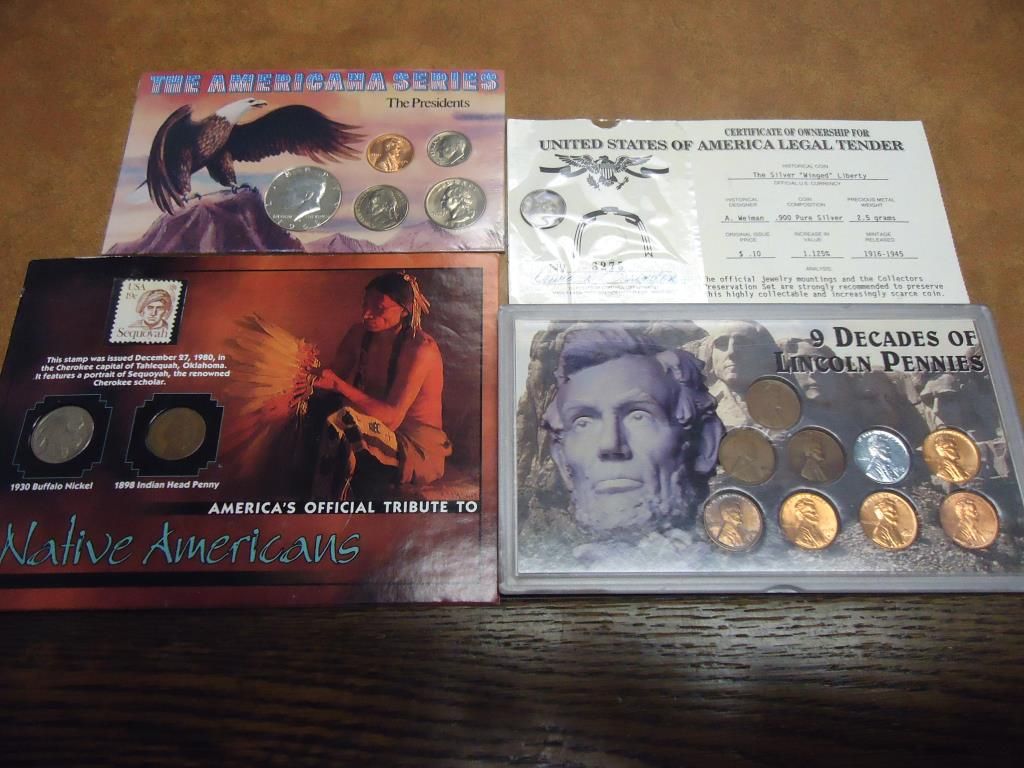 THE AMERICANA SERIES
The Presidents
CERTIFICATE OF OWNERSHIP FOR
UNITED STATES OF AMERICA LEGAL TENDER
HISTORICAL COIN
The Silver "Winged" Liberty
OFFICIAL U.S. CURRENCY
HISTORICAL DESIGNER
COIN COMPOSITION
PRECIOUS METAL WEIGHT
A. Weiman .900 Pure Silver 2.5 grams
ORIGINAL ISSUE PRICE
INCREASE IN VALUE
MINTAGE RELEASED
$ .10 1.125% 1916-1945
ANALYSIS:
The official jewelry mountings and the Collectors
Preservation Set are strongly recommended to preserve
this highly collectable and increasingly scarce coin.
USA
19c
Sequoyah
This stamp was issued December 27, 1980, in
the Cherokee capital of Tahlequah, Oklahoma.
It features a portrait of Sequoyah, the renowned
Cherokee scholar.
1930 Buffalo Nickel
1898 Indian Head Penny
AMERICA'S OFFICIAL TRIBUTE TO
Native Americans
9 DECADES OF
LINCOLN PENNIES